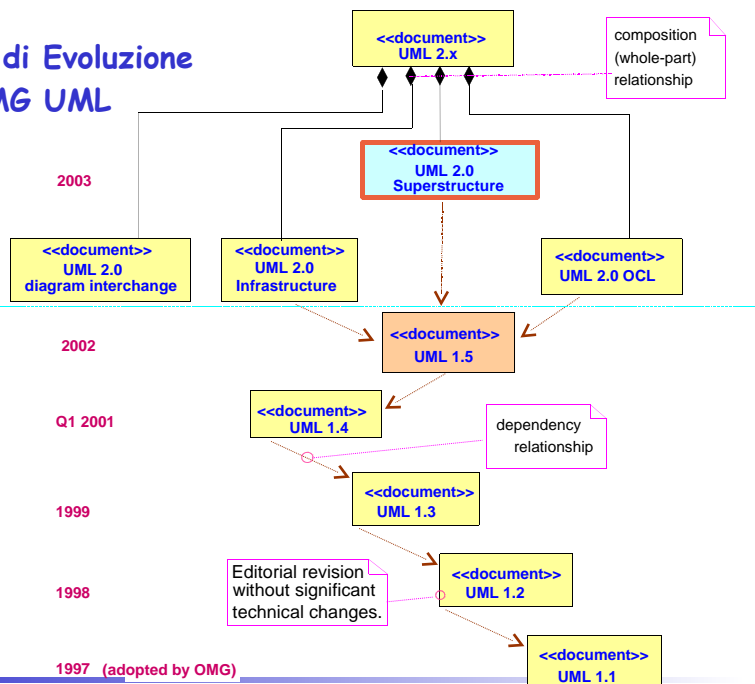 di Evoluzione
MG UML
<<document>>
UML 2.x
composition
(whole-part)
relationship
2003
<<document>>
UML 2.0
Superstructure
<<document>>
UML 2.0
diagram interchange
<<document>>
UML 2.0
Infrastructure
<<document>>
UML 2.0 OCL
2002
<<document>>
UML 1.5
Q1 2001
<<document>>
UML 1.4
dependency
relationship
1999
<<document>>
UML 1.3
1998
Editorial revision
without significant
technical changes.
<<document>>
UML 1.2
1997 (adopted by OMG)
<<document>>
UML 1.1